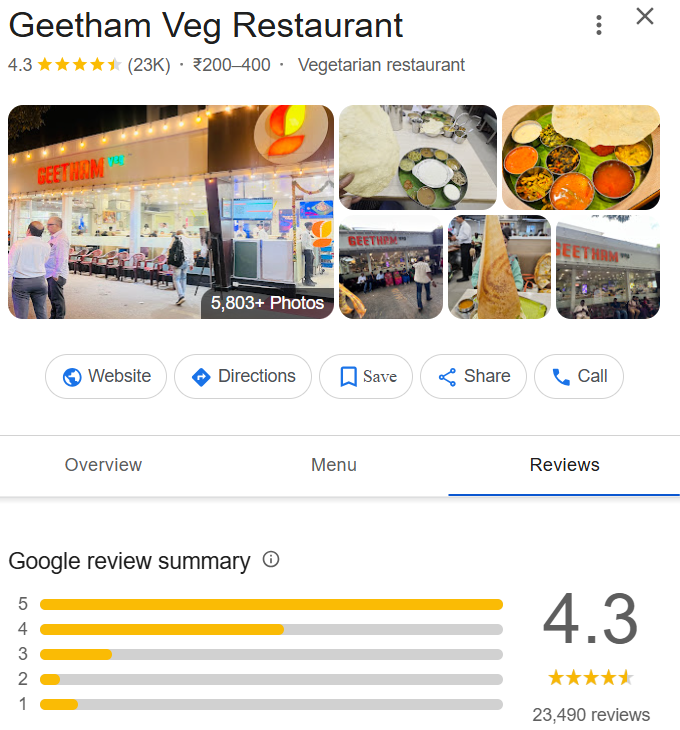 Geetham Veg Restaurant
4.3 (23K) · ₹200–400 · Vegetarian restaurant
GEETHAM veg
5,803+ Photos
GEETHAM
GEETHAM
Website
Directions
Save
Share
Call
Overview
Menu
Reviews
Google review summary
5
4
3
2
1
4.3
23,490 reviews